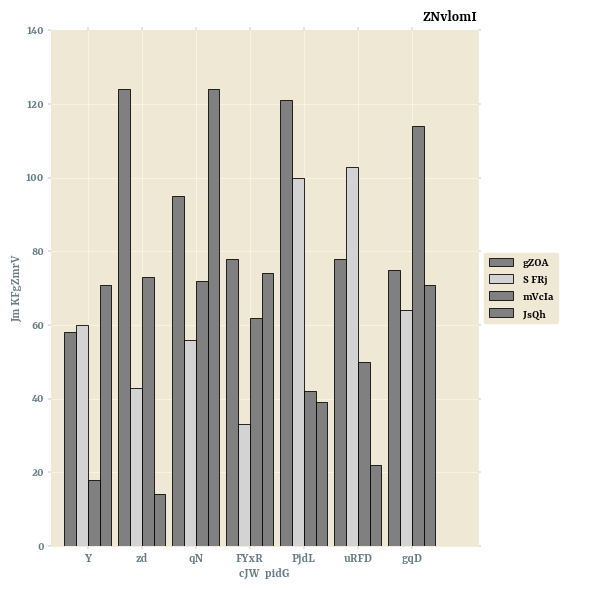 ZNvlomI
140
120
100
80
60
40
20
0
Jm KFgZmrV
Y zd qN FYxR PJdL uRFD gqD
cJW pidG
gZOA
S FRj
mVcIa
JsQh